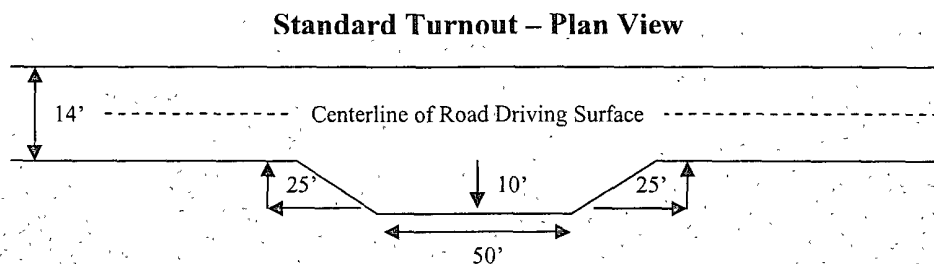 Standard Turnout – Plan View
14’
Centerline of Road Driving Surface
25’
10’
25’
50’